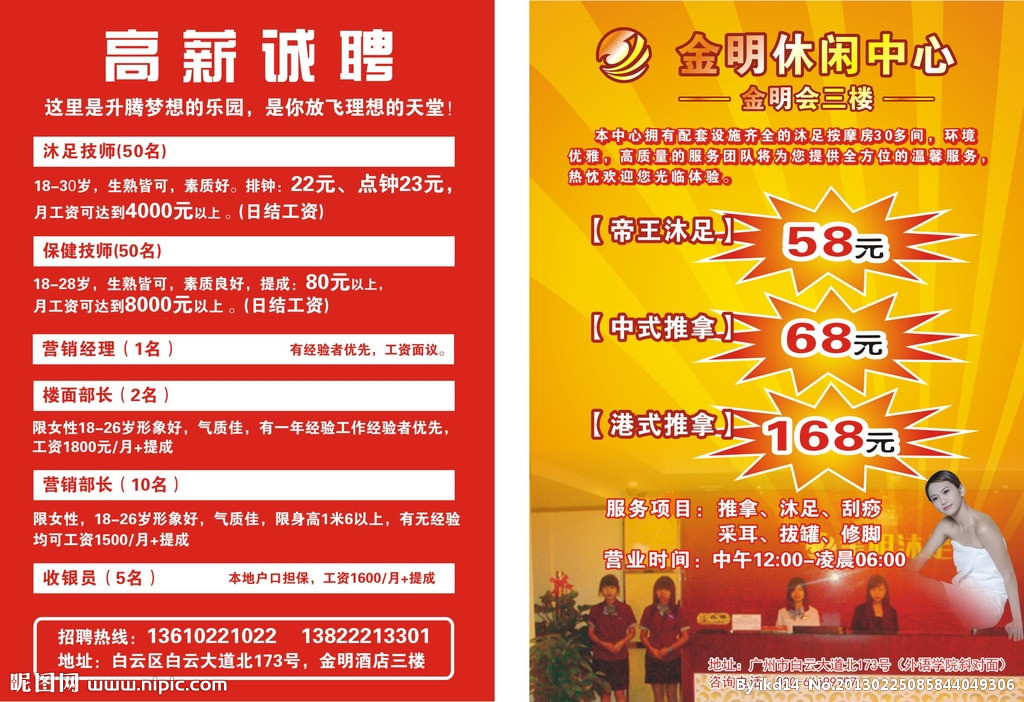 高薪诚聘
这里是升腾梦想的乐园，是你放飞理想的天堂！
沐足技师(50名)
18-30岁，生熟皆可，素质好。排钟：22元、点钟23元，
月工资可达到4000元以上。(日结工资)
保健技师(50名)
18-28岁，生熟皆可，素质良好，提成：80元以上，
月工资可达到8000元以上。(日结工资)
营销经理（1名） 有经验者优先，工资面议。
楼面部长（2名）
限女性18-26岁形象好，气质佳，有一年经验工作经验者优先，
工资1800元/月+提成
营销部长（10名）
限女性，18-26岁形象好，气质佳，限身高1米6以上，有无经验
均可工资1500/月+提成
收银员（5名） 本地户口担保，工资1600/月+提成
招聘热线：13610221022 13822213301
地址：白云区白云大道北173号，金明酒店三楼
昵图网 www.nipic.com
金明休闲中心
金明会三楼
本中心拥有配套设施齐全的沐足按摩房30多间，环境
优雅，高质量的服务团队将为您提供全方位的温馨服务，
热忱欢迎您光临体验。
【帝王沐足】 58元
【中式推拿】 68元
【港式推拿】 168元
服务项目：推拿、沐足、刮痧
采耳、拔罐、修脚
营业时间：中午12:00-凌晨06:00
地址：广州市白云大道北173号（外语学院斜对面）
咨询电话
By:ikd14 No:20130225085844049306